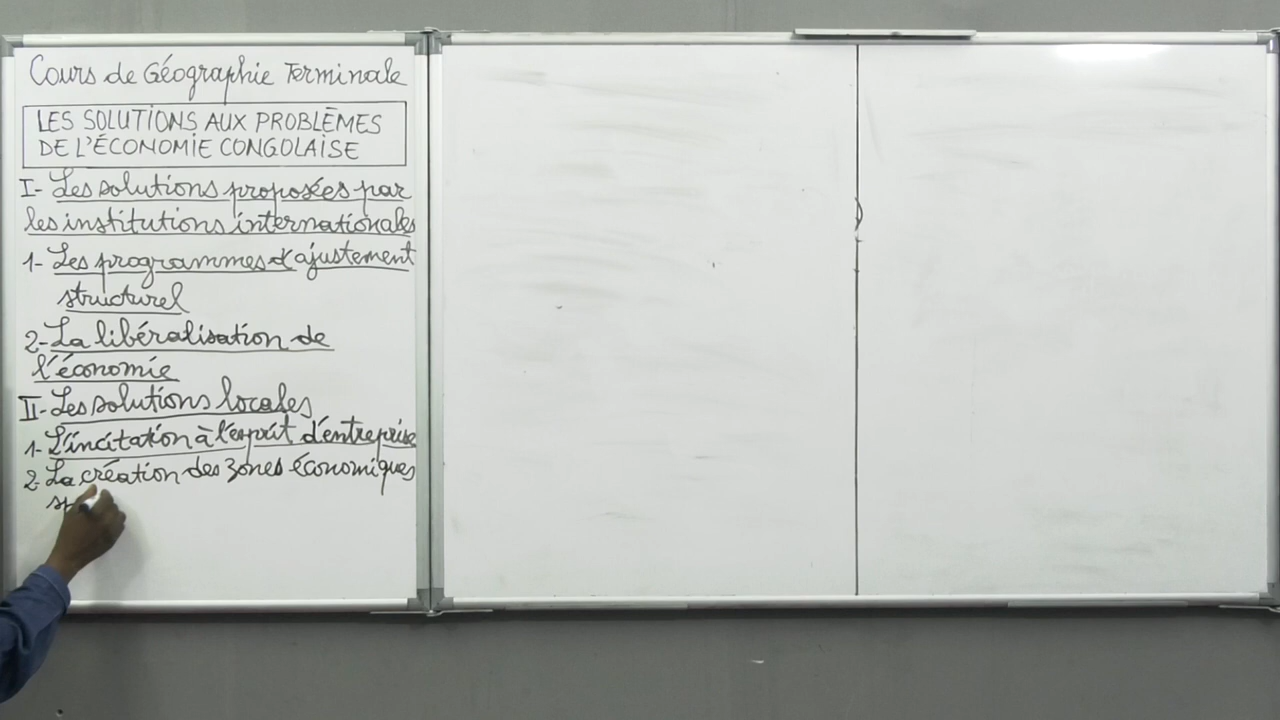 Cours de Géographie Terminale
LES SOLUTIONS AUX PROBLÈMES
DE L'ÉCONOMIE CONGOLAISE
I- Les solutions proposées par
les institutions internationales
1- Les programmes d'ajustement
structurel
2- La libéralisation de
l'économie
II- Les solutions locales
1- L'incitation à l'esprit d'entreprise
2- La création des zones économiques
sp